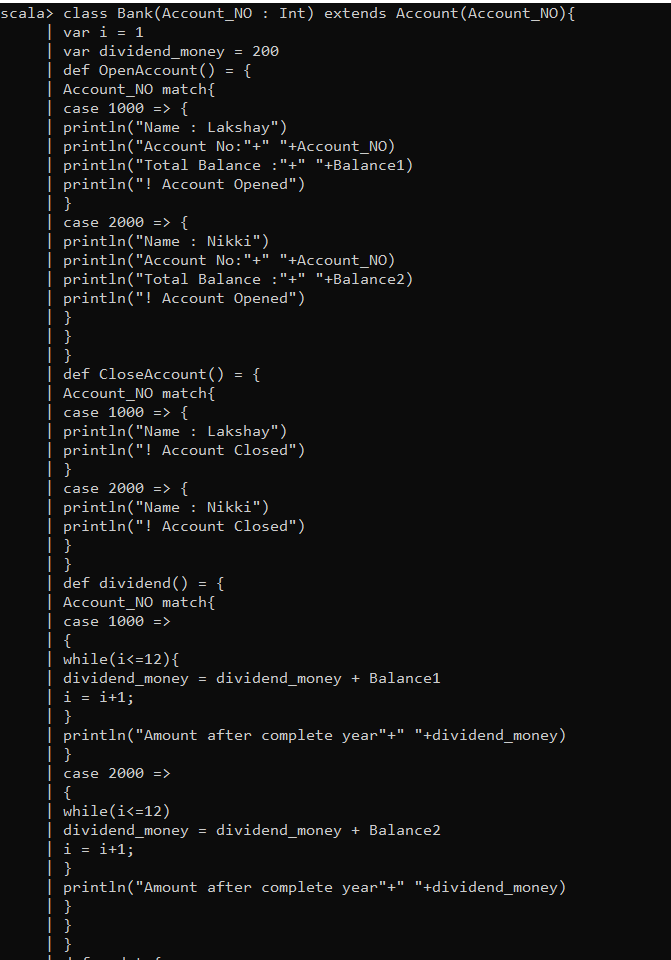 scala> class Bank(Account_NO : Int) extends Account(Account_NO){
| var i = 1
| var dividend_money = 200
| def OpenAccount() = {
| Account_NO match{
| case 1000 => {
| println("Name : Lakshay")
| println("Account No:"+" "+Account_NO)
| println("Total Balance :"+" "+Balance1)
| println("! Account Opened")
| }
| case 2000 => {
| println("Name : Nikki")
| println("Account No:"+" "+Account_NO)
| println("Total Balance :"+" "+Balance2)
| println("! Account Opened")
| }
| }
| }
| def CloseAccount() = {
| Account_NO match{
| case 1000 => {
| println("Name : Lakshay")
| println("! Account Closed")
| }
| case 2000 => {
| println("Name : Nikki")
| println("! Account Closed")
| }
| }
| def dividend() = {
| Account_NO match{
| case 1000 =>
| {
| while(i<=12){
| dividend_money = dividend_money + Balance1
| i = i+1;
| }
| println("Amount after complete year"+" "+dividend_money)
| }
| case 2000 =>
| {
| while(i<=12)
| dividend_money = dividend_money + Balance2
| i = i+1;
| }
| println("Amount after complete year"+" "+dividend_money)
| }
| }
| }